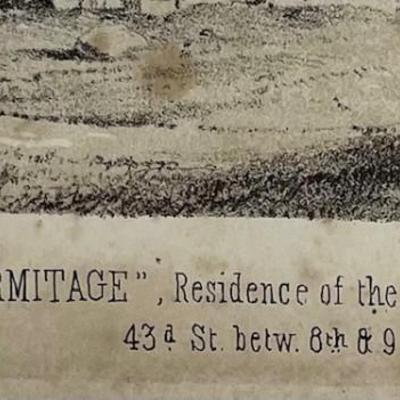 RMITAGE", Residence of the
43d St. betw. 8th & 9